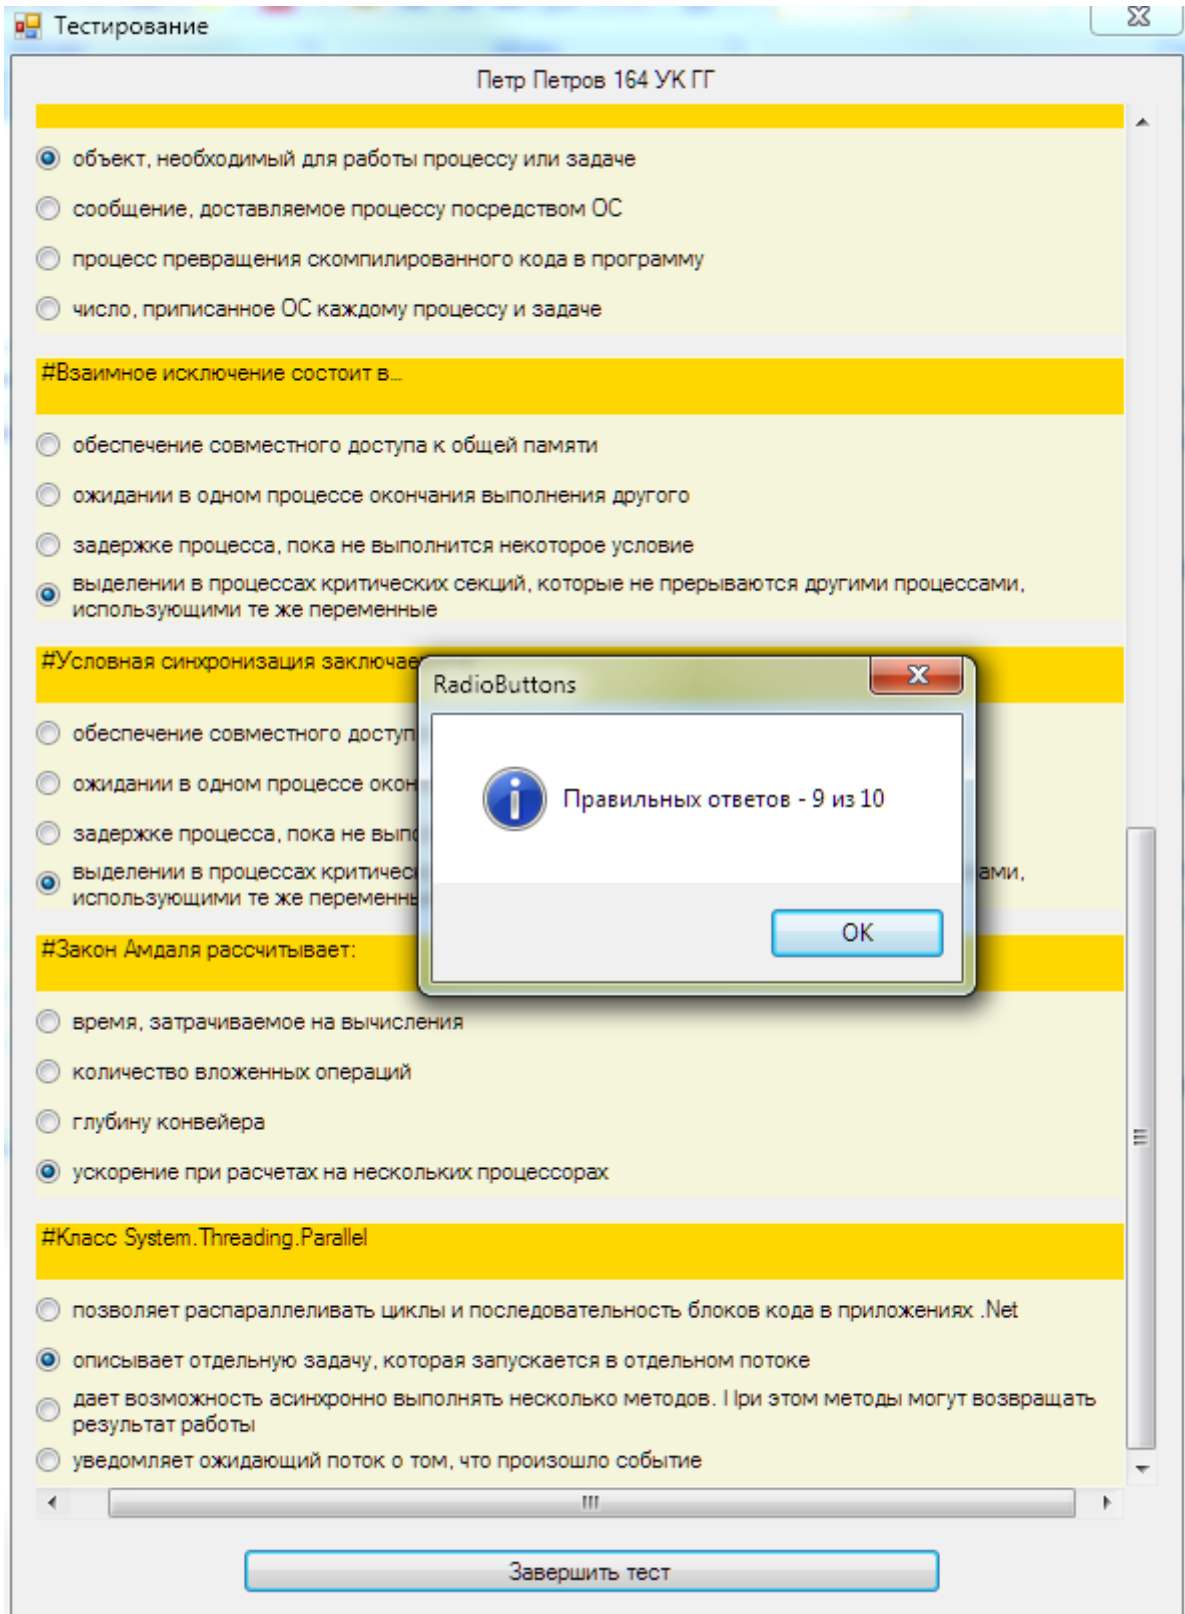 Тестирование
Петр Петров 164 УК ГГ
объект, необходимый для работы процессу или задаче
сообщение, доставляемое процессу посредством ОС
процесс превращения скомпилированного кода в программу
число, приписанное ОС каждому процессу и задаче
#Взаимное исключение состоит в...
обеспечение совместного доступа к общей памяти
ожидании в одном процессе окончания выполнения другого
задержке процесса, пока не выполнится некоторое условие
выделении в процессах критических секций, которые не прерываются другими процессами,
использующими те же переменные
#Условная синхронизация заключае
обеспечение совместного доступ
ожидании в одном процессе окон
задержке процесса, пока не выпо
выделении в процессах критичес ами,
использующими те же переменнь
RadioButtons
Правильных ответов - 9 из 10
OK
#Закон Амдаля рассчитывает:
время, затрачиваемое на вычисления
количество вложенных операций
глубину конвейера
ускорение при расчетах на нескольких процессорах
#Класс System.Threading.Parallel
позволяет распараллеливать циклы и последовательность блоков кода в приложениях .Net
описывает отдельную задачу, которая запускается в отдельном потоке
дает возможность асинхронно выполнять несколько методов. При этом методы могут возвращать
результат работы
уведомляет ожидающий поток о том, что произошло событие
Завершить тест